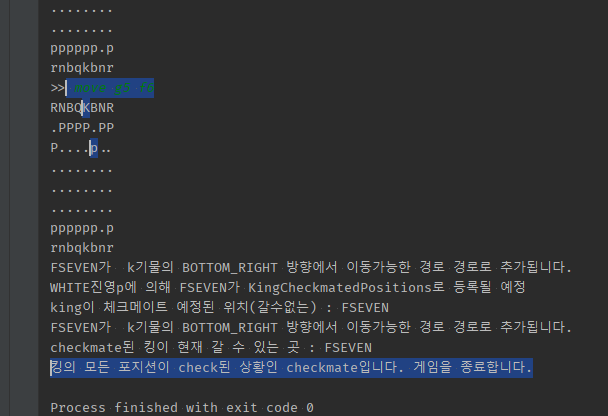 ........
........
pppppp.p
rnbqkbnr
>> move g5 f6
RNBQKBNR
.PPPP.PP
P....p..
........
........
........
pppppp.p
rnbqkbnr
FSEVEN가  k기물의 BOTTOM_RIGHT 방향에서 이동가능한 경로 경로로 추가됩니다.
WHITE진영p에 의해 FSEVEN가 KingCheckmatedPositions로 등록될 예정
king이 체크메이트 예정된 위치(갈수없는) : FSEVEN
FSEVEN가  k기물의 BOTTOM_RIGHT 방향에서 이동가능한 경로 경로로 추가됩니다.
checkmate된 킹이 현재 갈 수 있는 곳 : FSEVEN
킹의 모든 포지션이 check된 상황인 checkmate입니다. 게임을 종료합니다.
Process finished with exit code 0